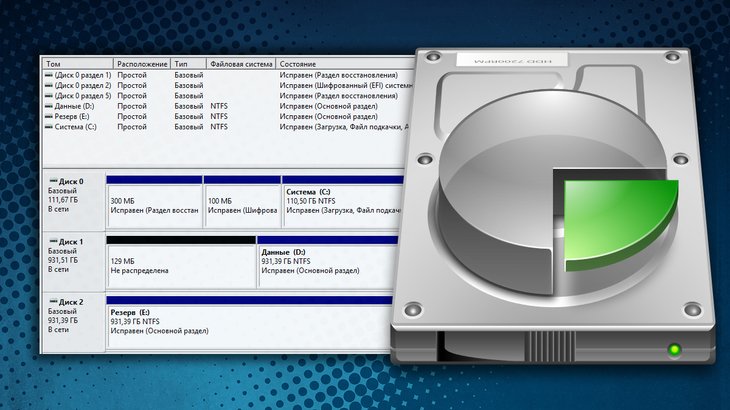 Том Расположение Тип Файловая система Состояние
(Диск 0 раздел 1) Простой Базовый Исправен (Раздел восстановления)
(Диск 0 раздел 2) Простой Базовый Исправен (Шифрованный (EFI) системн
(Диск 0 раздел 5) Простой Базовый Исправен (Раздел восстановления)
Данные (D:) Простой Базовый NTFS Исправен (Основной раздел)
Резерв (E:) Простой Базовый NTFS Исправен (Основной раздел)
Система (C:) Простой Базовый NTFS Исправен (Загрузка, Файл подкачки, А
Диск 0
Базовый
111,67 ГБ
В сети
300 МБ
Исправен (Раздел восстан
100 МБ
Исправен (Шифрова
Система (C:)
110,50 ГБ NTFS
Исправен (Загрузка, Файл подкачи
Диск 1
Базовый
931,51 ГБ
В сети
129 МБ
Не распределена
Данные (D:)
931,39 ГБ NTFS
Исправен (Основной раздел)
Диск 2
Базовый
931,39 ГБ
В сети
Резерв (E:)
931,39 ГБ NTFS
Исправен (Основной раздел)
HDD 7200RPM